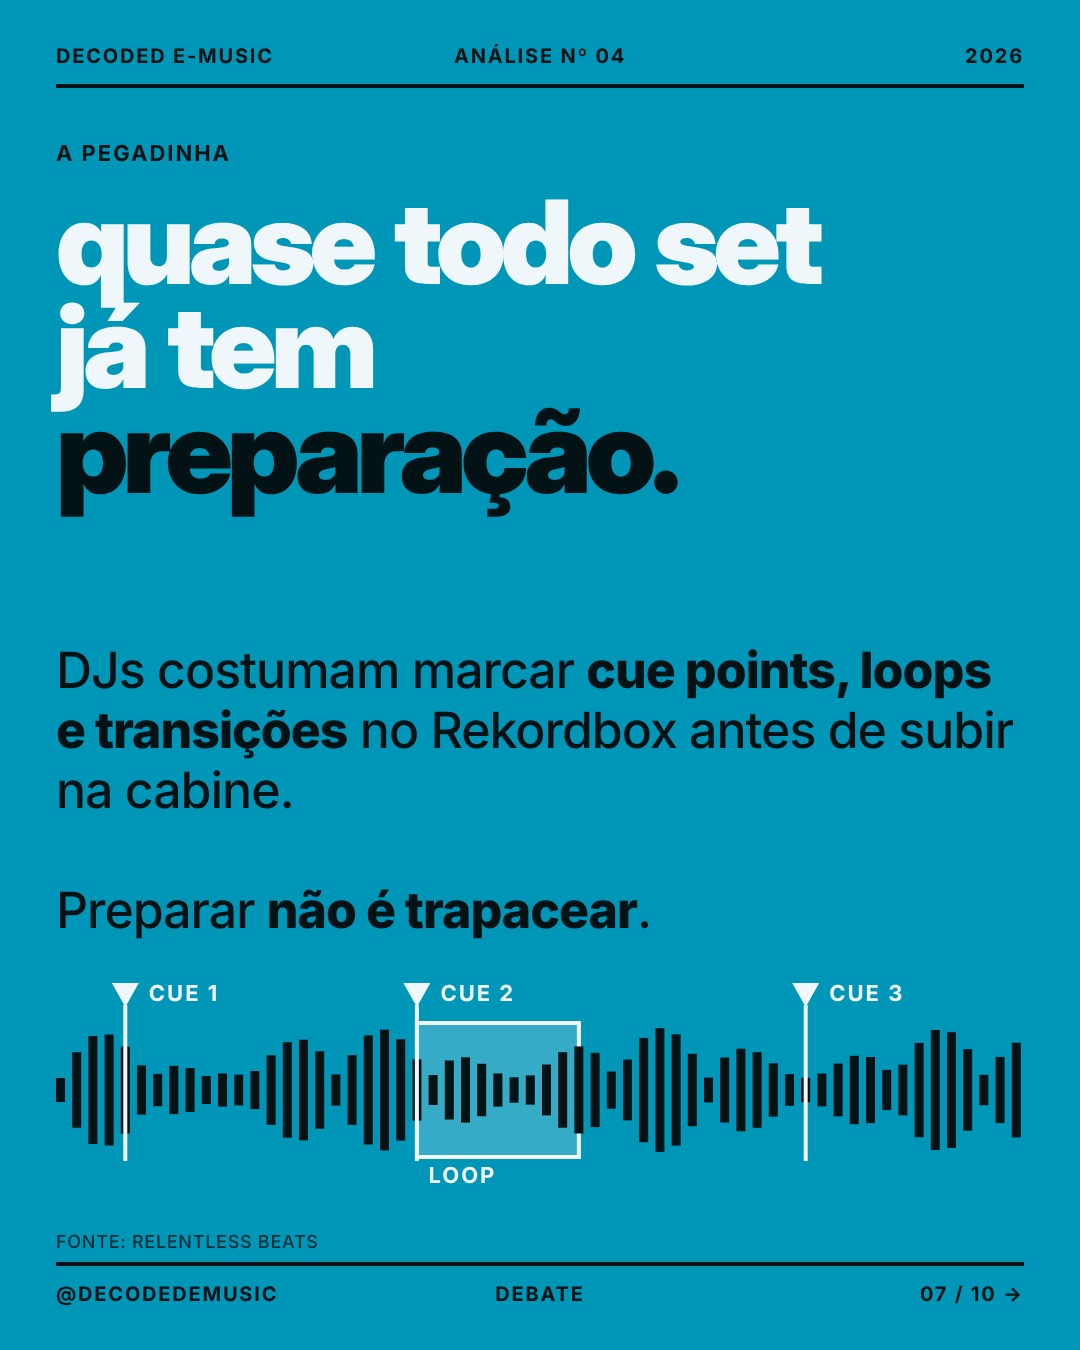 DECODED E-MUSIC
ANÁLISE Nº 04
2026
A PEGADINHA
quase todo set
já tem
preparação.
DJs costumam marcar cue points, loops
e transições no Rekordbox antes de subir
na cabine.
Preparar não é trapacear.
CUE 1
CUE 2
CUE 3
LOOP
FONTE: RELENTLESS BEATS
@DECODEDEMUSIC
DEBATE
07 / 10 →